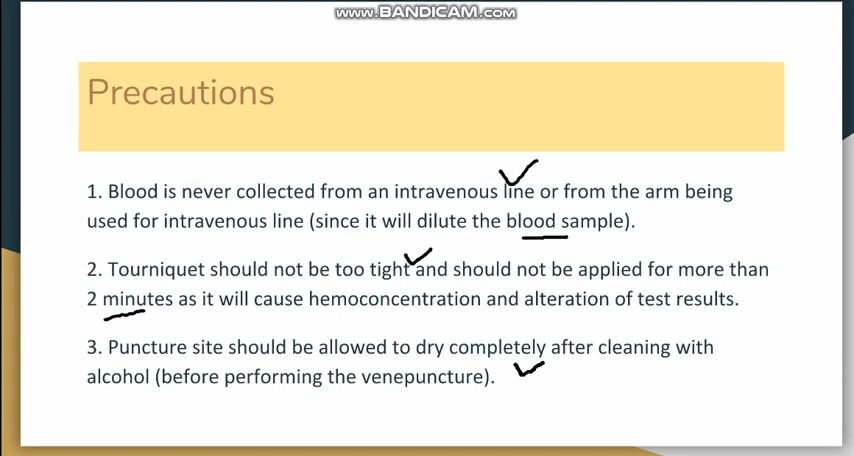 www.BANDICAM.com
Precautions
1. Blood is never collected from an intravenous line or from the arm being
used for intravenous line (since it will dilute the blood sample).
2. Tourniquet should not be too tight and should not be applied for more than
2 minutes as it will cause hemoconcentration and alteration of test results.
3. Puncture site should be allowed to dry completely after cleaning with
alcohol (before performing the venepuncture).